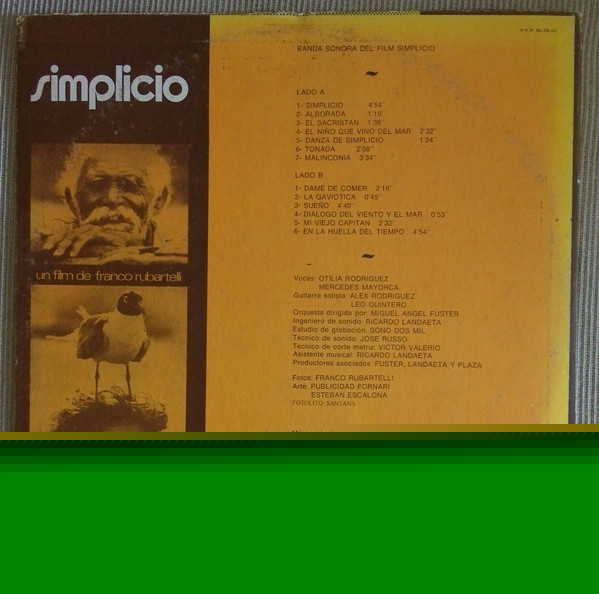 simplicio
BANDA SONORA DEL FILM SIMPLICIO
LADO A
1- SIMPLICIO 4'54"
2- ALBORADA 1'10"
3- EL SACRISTAN 1'36"
4- EL NIÑO QUE VINO DEL MAR 2'32"
5- DANZA DE SIMPLICIO 1'24"
6- TONADA 2'08"
7- MALINCONIA 3'34"
LADO B
1- DAME DE COMER 2'16"
2- LA GAVIOTICA 0'45"
3- SUEÑO 4'40"
4- DIALOGO DEL VIENTO Y EL MAR 0'53"
5- MI VIEJO CAPITAN 2'32"
6- EN LA HUELLA DEL TIEMPO 4'54"
un film de franco rubartelli
Voces: OTILIA RODRIGUEZ
MERCEDES MAYORCA
Guitarra solista: ALEX RODRIGUEZ
LEO QUINTERO
Orquesta dirigida por: MIGUEL ANGEL FUSTER
Ingeniero de sonido: RICARDO LANDAETA
Estudio de grabación: SONO DOS MIL
Técnico de sonido: JOSE RUSSO
Técnico de corte matriz: VICTOR VALERIO
Asistente musical: RICARDO LANDAETA
Productores asociados: FUSTER, LANDAETA Y PLAZA
Fotos: FRANCO RUBARTELLI
Arte: PUBLICIDAD FORNARI
ESTEBAN ESCALONA
FOTOLITO SANTANS